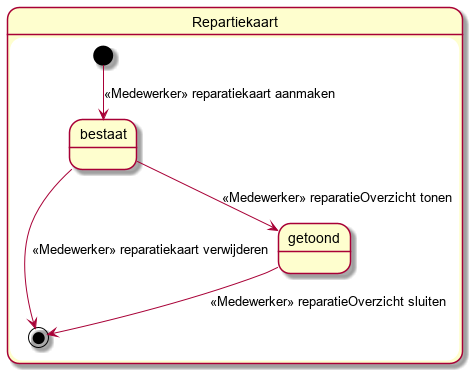 Repartiekaart
«Medewerker» reparatiekaart aanmaken
bestaat
«Medewerker» reparatieOverzicht tonen
getoond
«Medewerker» reparatiekaart verwijderen
«Medewerker» reparatieOverzicht sluiten